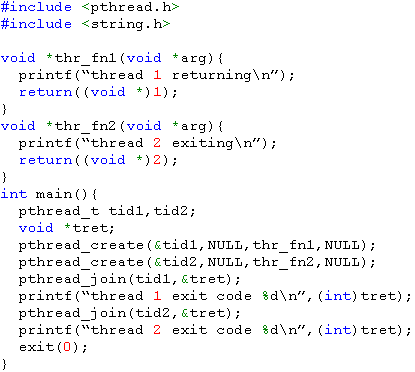 #include <pthread.h>
#include <string.h>

void *thr_fn1(void *arg){
  printf(“thread 1 returning\n”);
  return((void *)1);
}
void *thr_fn2(void *arg){
  printf(“thread 2 exiting\n”);
  return((void *)2);
}
int main(){
  pthread_t tid1,tid2;
  void *tret;
  pthread_create(&tid1,NULL,thr_fn1,NULL);
  pthread_create(&tid2,NULL,thr_fn2,NULL);
  pthread_join(tid1,&tret);
  printf(“thread 1 exit code %d\n”,(int)tret);
  pthread_join(tid2,&tret);
  printf(“thread 2 exit code %d\n”,(int)tret);
  exit(0);
}